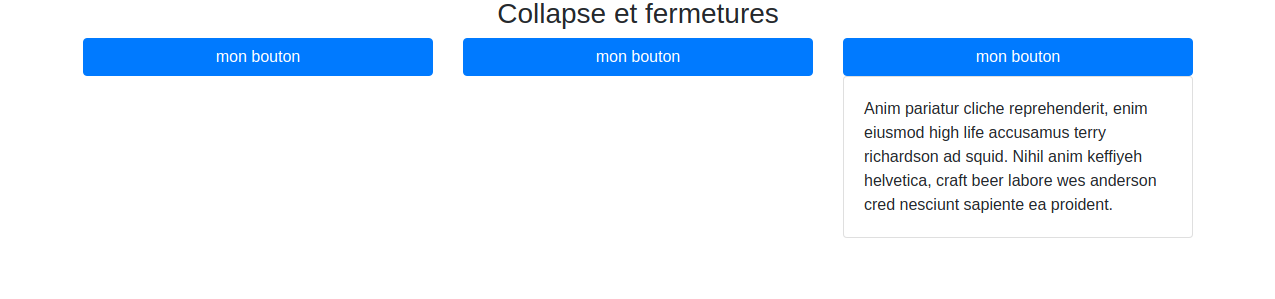 Collapse et fermetures
mon bouton
mon bouton
mon bouton
Anim pariatur cliche reprehenderit, enim
eiusmod high life accusamus terry
richardson ad squid. Nihil anim keffiyeh
helvetica, craft beer labore wes anderson
cred nesciunt sapiente ea proident.